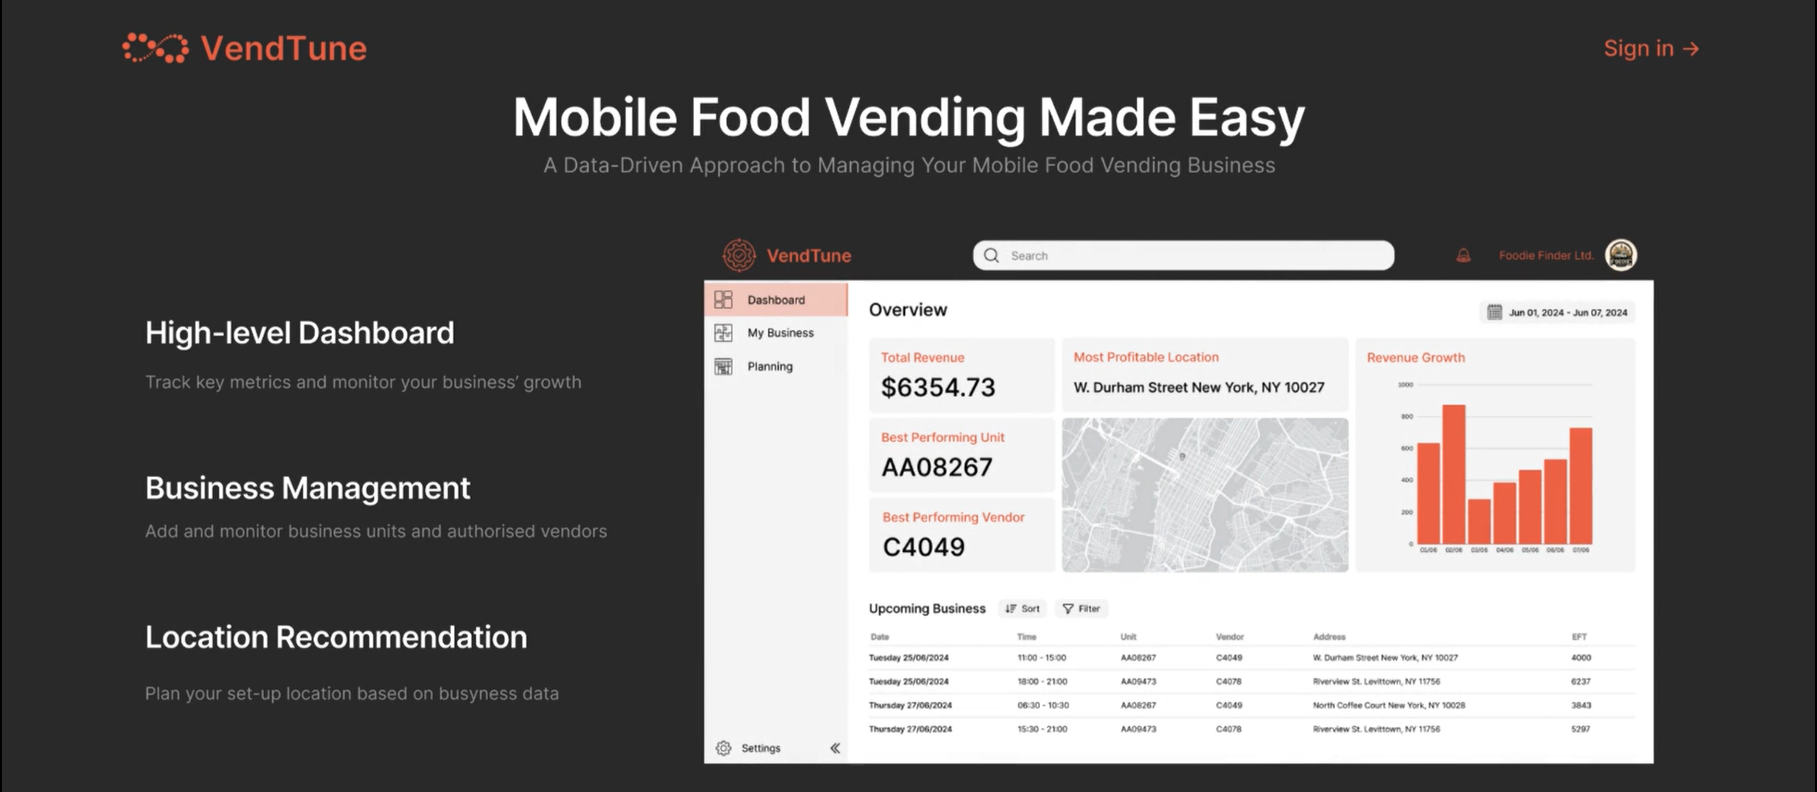 VendTune
Sign in →
Mobile Food Vending Made Easy
A Data-Driven Approach to Managing Your Mobile Food Vending Business
High-level Dashboard
Track key metrics and monitor your business’ growth
Business Management
Add and monitor business units and authorised vendors
Location Recommendation
Plan your set-up location based on busyness data
VendTune
Search
Foodie Finder Ltd.
Dashboard
My Business
Planning
Settings
Overview
Jun 01, 2024 - Jun 07, 2024
Total Revenue
$6354.73
Best Performing Unit
AA08267
Best Performing Vendor
C4049
Most Profitable Location
W. Durham Street New York, NY 10027
Revenue Growth
1000
800
600
400
200
0
01/06 02/06 03/06 04/06 05/06 06/06 07/06
Upcoming Business Sort Filter
Date Time Unit Vendor Address EFT
Tuesday 25/06/2024 11:00 - 15:00 AA08267 C4049 W. Durham Street New York, NY 10027 4000
Tuesday 25/06/2024 18:00 - 21:00 AA09473 C4078 Riverview St. Levittown, NY 11756 6237
Thursday 27/06/2024 06:30 - 10:30 AA08267 C4049 North Coffee Court New York, NY 10028 3843
Thursday 27/06/2024 15:30 - 21:00 AA09473 C4078 Riverview St. Levittown, NY 11756 5297